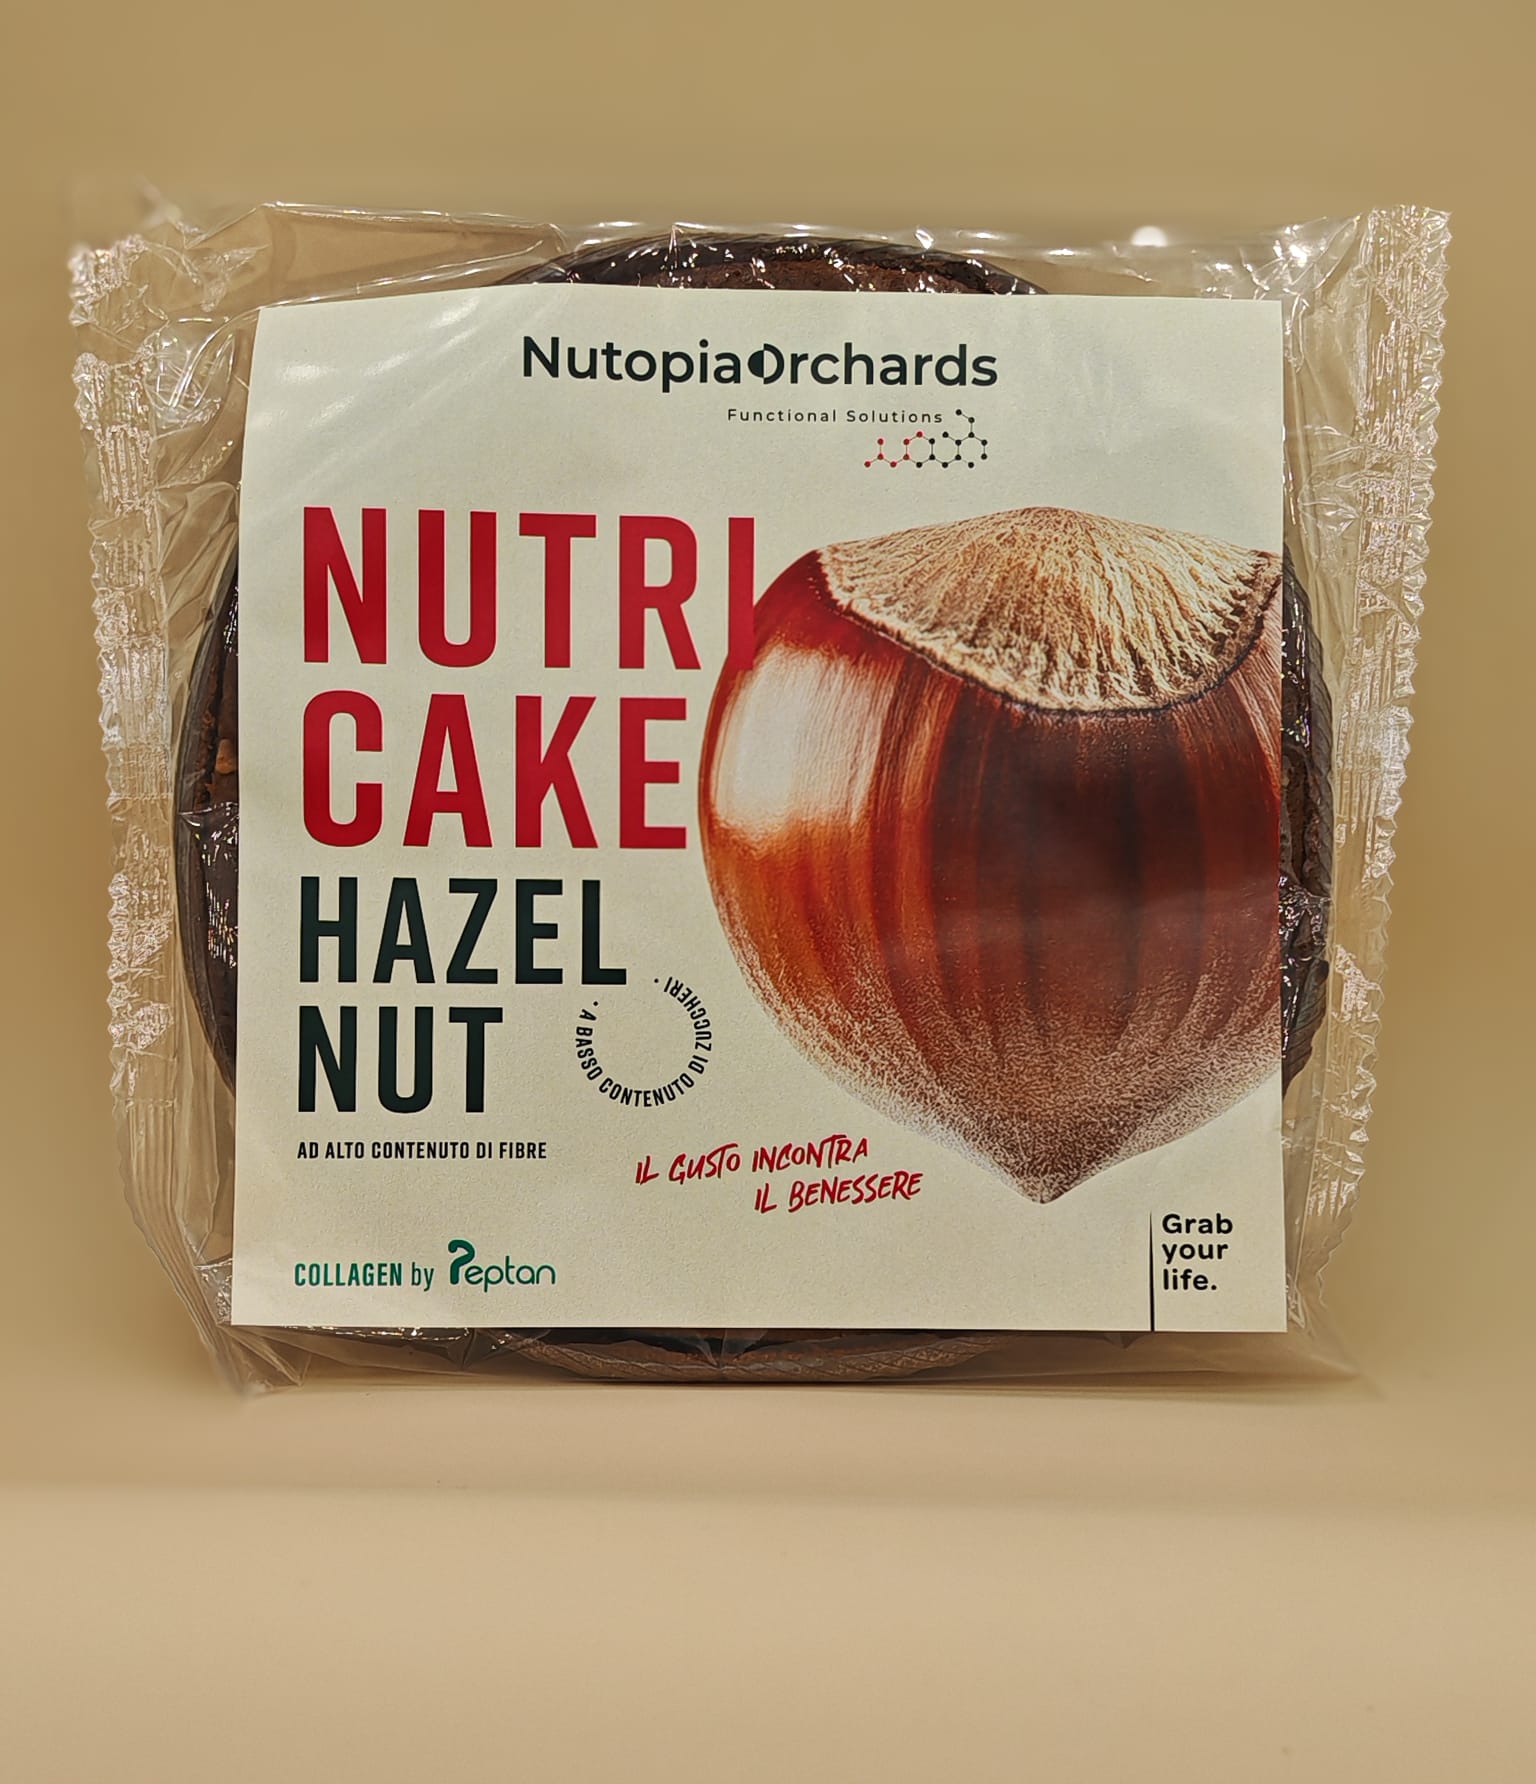 NutopiaOrchards
Functional Solutions
NUTRI
CAKE
HAZEL
NUT
· A BASSO CONTENUTO DI ZUCCHERI ·
AD ALTO CONTENUTO DI FIBRE
IL GUSTO INCONTRA
IL BENESSERE
COLLAGEN by Peptan
Grab
your
life.